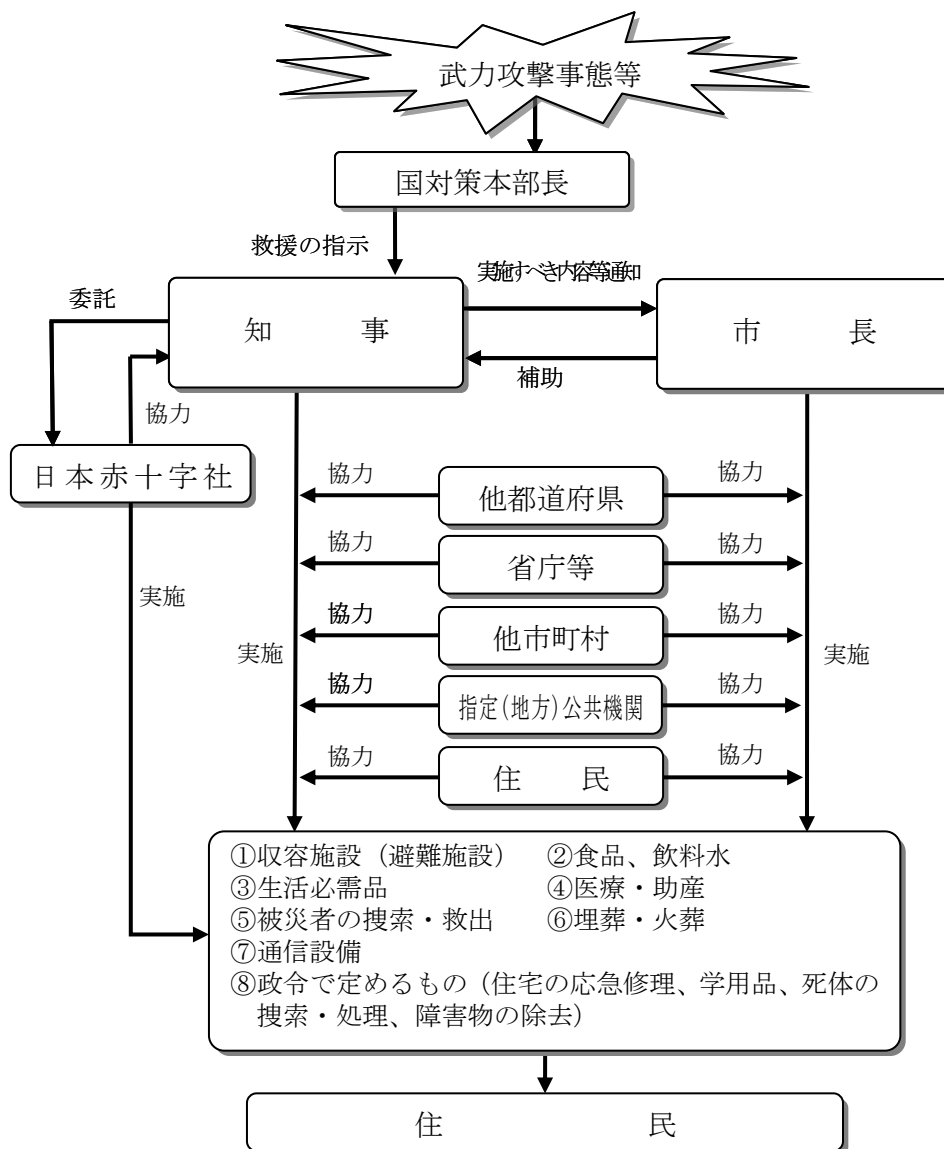 武力攻撃事態等
国対策本部長
救援の指示
実施すべき内容等通知
委託
知　事
市　長
補助
協力
日本赤十字社
協力
他都道府県
協力
協力
省庁等
協力
実施
協力
他市町村
協力
実施
実施
協力
指定(地方)公共機関
協力
協力
住　民
協力
①収容施設（避難施設）　②食品、飲料水
③生活必需品　④医療・助産
⑤被災者の捜索・救出　⑥埋葬・火葬
⑦通信設備
⑧政令で定めるもの（住宅の応急修理、学用品、死体の
捜索・処理、障害物の除去）
住　民